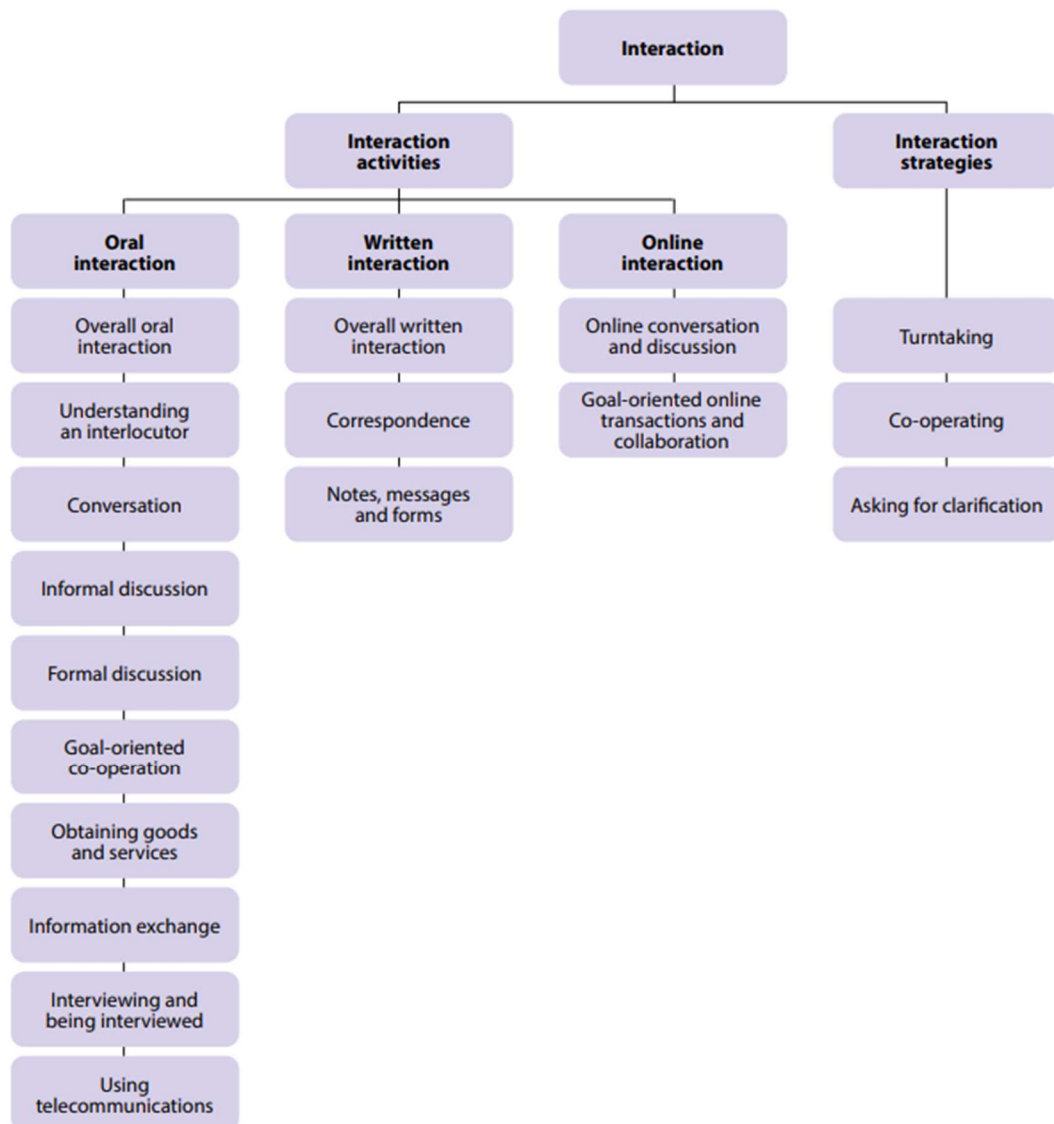 Interaction
Interaction
activities
Interaction
strategies
Oral
interaction
Written
interaction
Online
interaction
Overall oral
interaction
Understanding
an interlocutor
Conversation
Informal discussion
Formal discussion
Goal-oriented
co-operation
Obtaining goods
and services
Information exchange
Interviewing and
being interviewed
Using
telecommunications
Overall written
interaction
Correspondence
Notes, messages
and forms
Online conversation
and discussion
Goal-oriented online
transactions and
collaboration
Turntaking
Co-operating
Asking for clarification